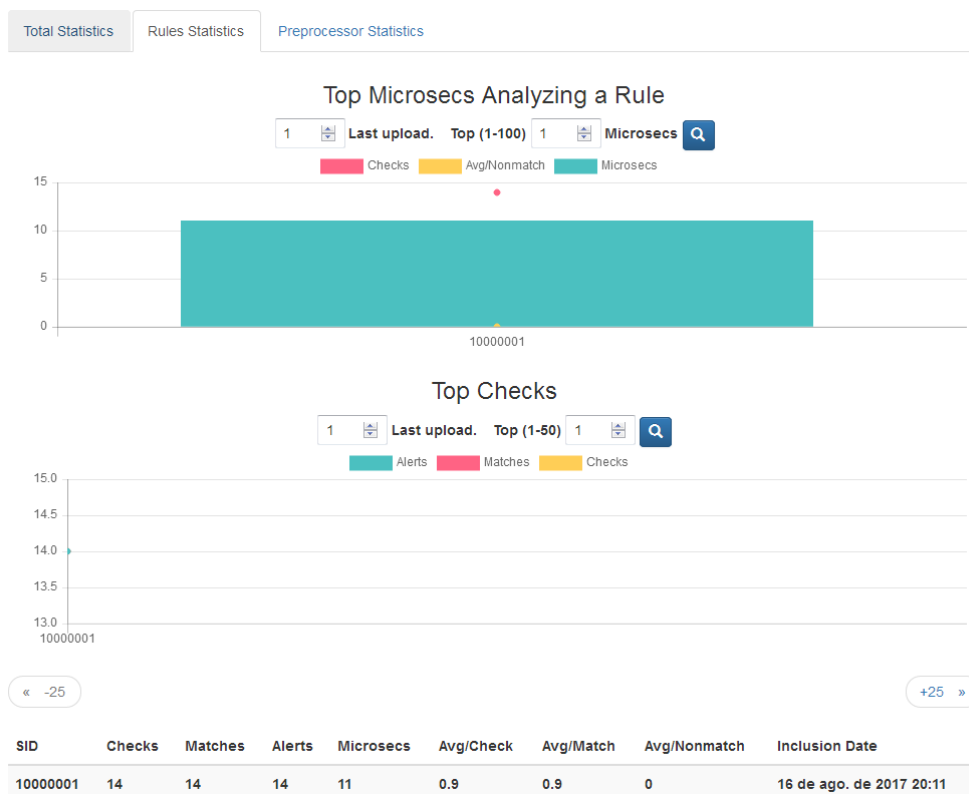 Total Statistics Rules Statistics Preprocessor Statistics
Top Microsecs Analyzing a Rule
1 Last upload. Top (1-100) 1 Microsecs
Checks Avg/Nonmatch Microsecs
15
10
5
0
10000001
Top Checks
1 Last upload. Top (1-50) 1
Alerts Matches Checks
15.0
14.5
14.0
13.5
13.0
10000001
« -25 +25 »
SID Checks Matches Alerts Microsecs Avg/Check Avg/Match Avg/Nonmatch Inclusion Date
10000001 14 14 14 11 0.9 0.9 0 16 de ago. de 2017 20:11